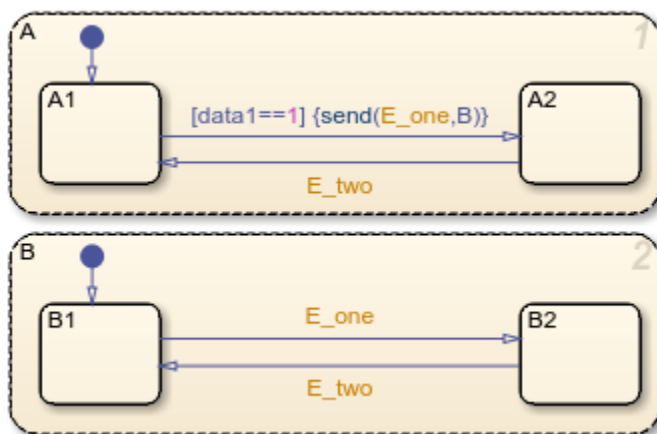 A
1
A1
[data1==1] {send(E_one,B)}
A2
E_two
B
2
B1
E_one
B2
E_two